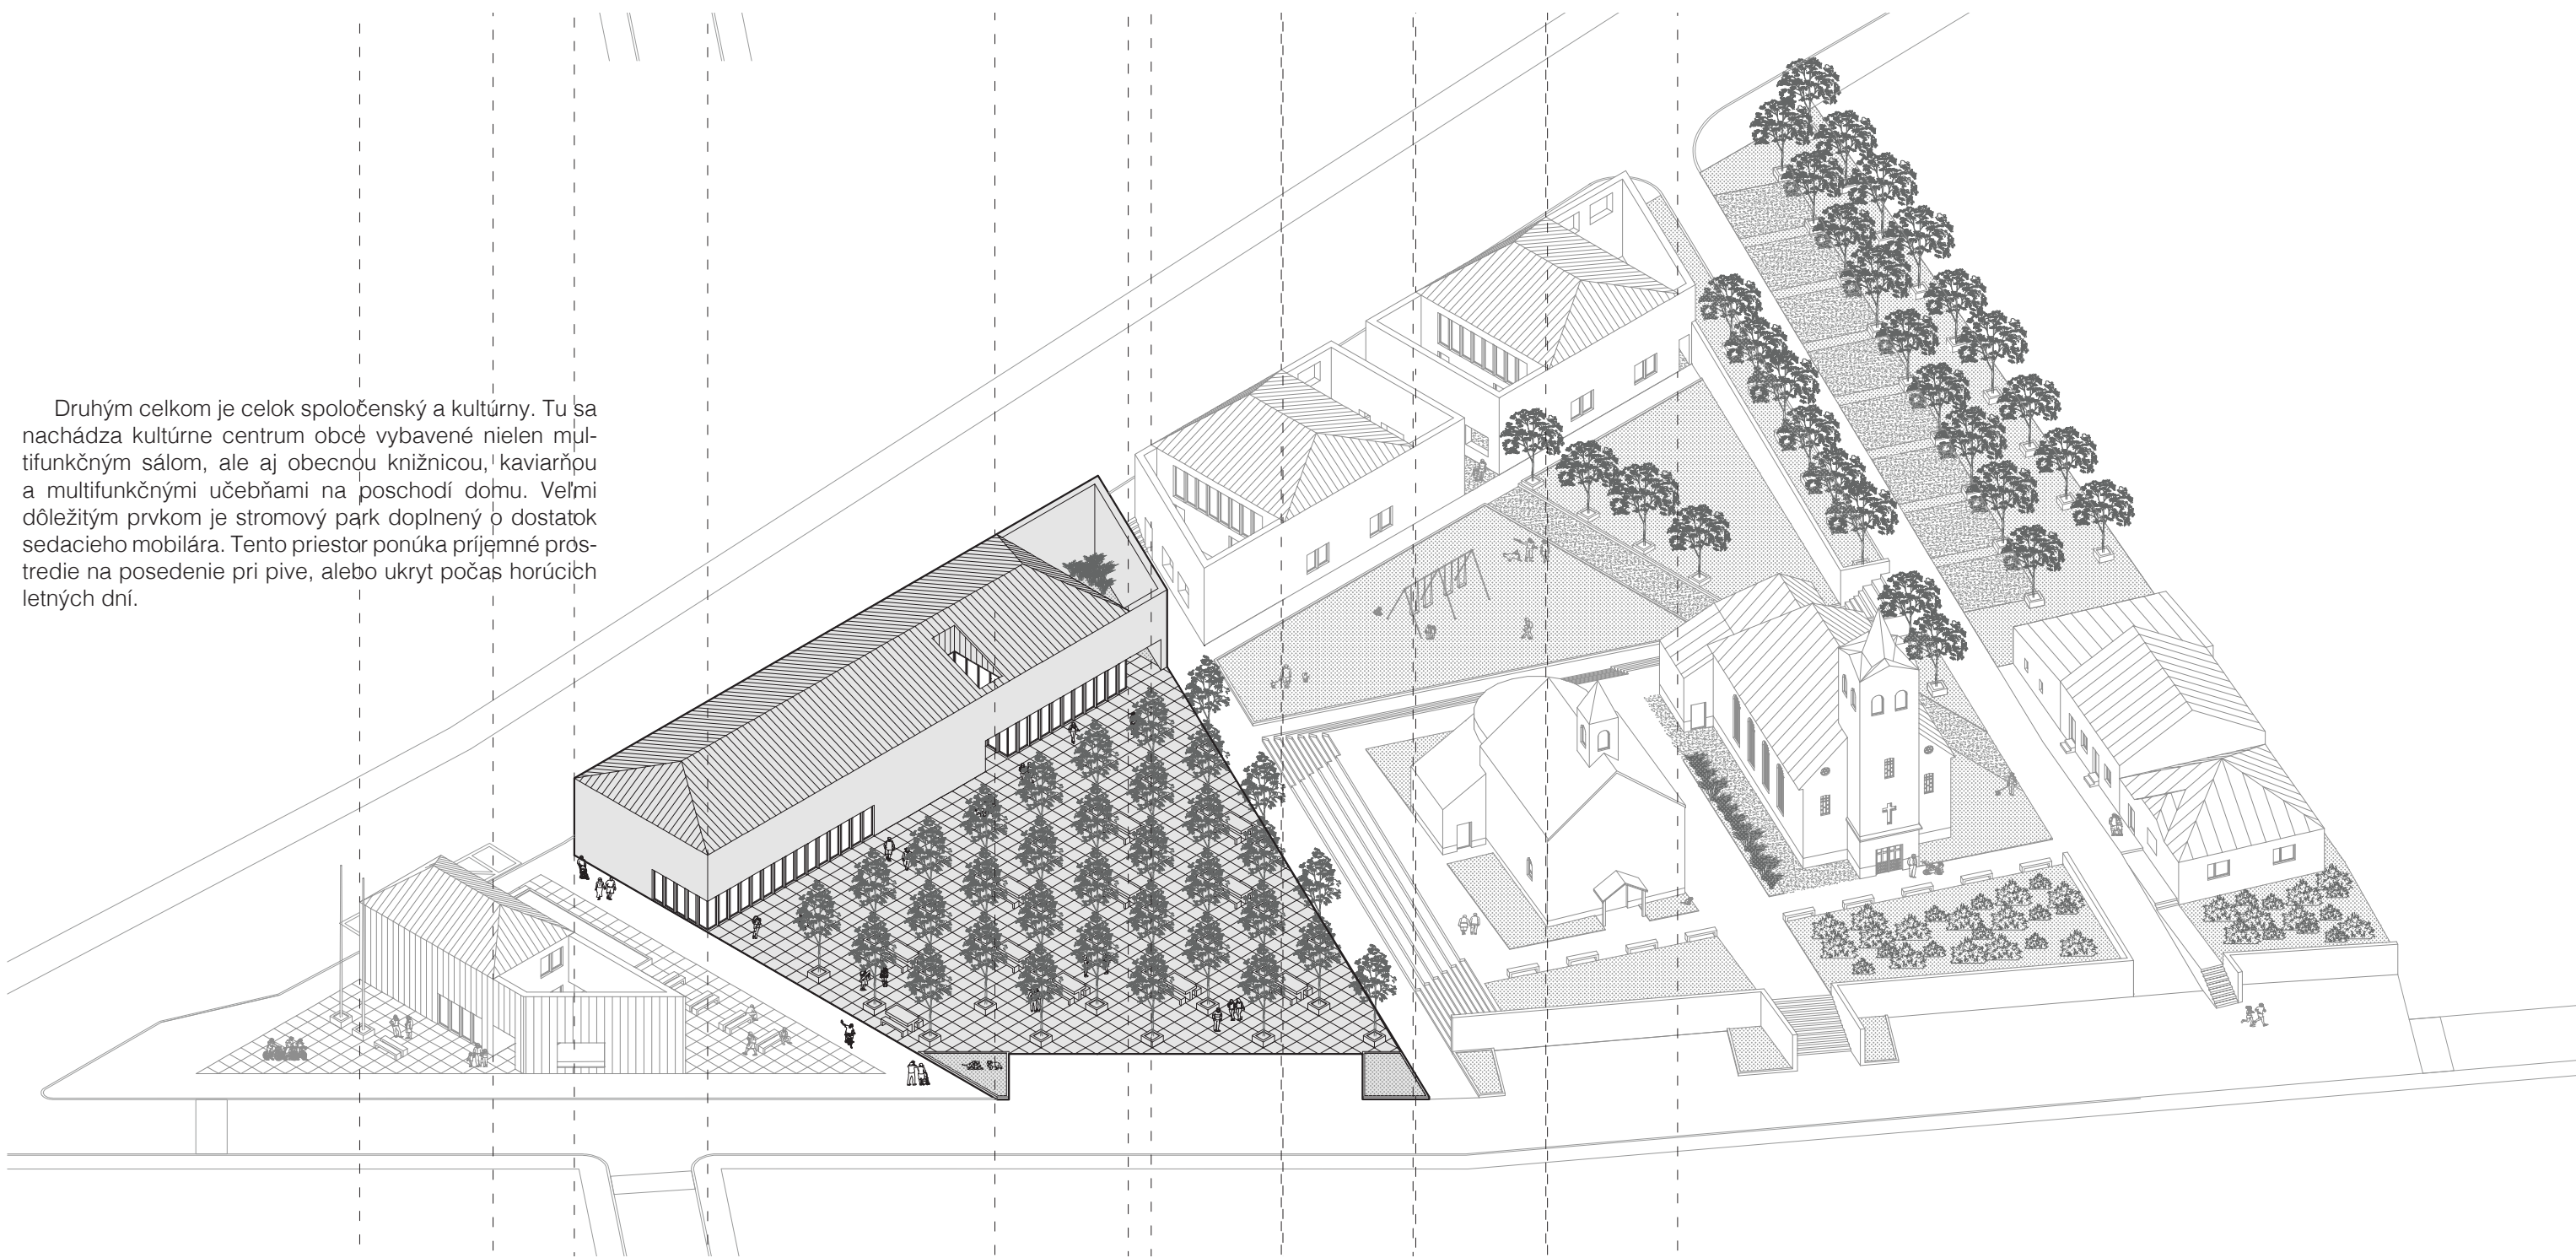 Druhým celkom je celok spoločenský a kultúrny. Tu sa
nachádza kultúrne centrum obce vybavené nielen mul-
tifunkčným sálom, ale aj obecnou knižnicou, kaviarňou
a multifunkčnými učebňami na poschodí domu. Veľmi
dôležitým prvkom je stromový park doplnený o dostatok
sedacieho mobilára. Tento priestor ponúka príjemné pros-
tredie na posedenie pri pive, alebo ukryt počas horúcich
letných dní.